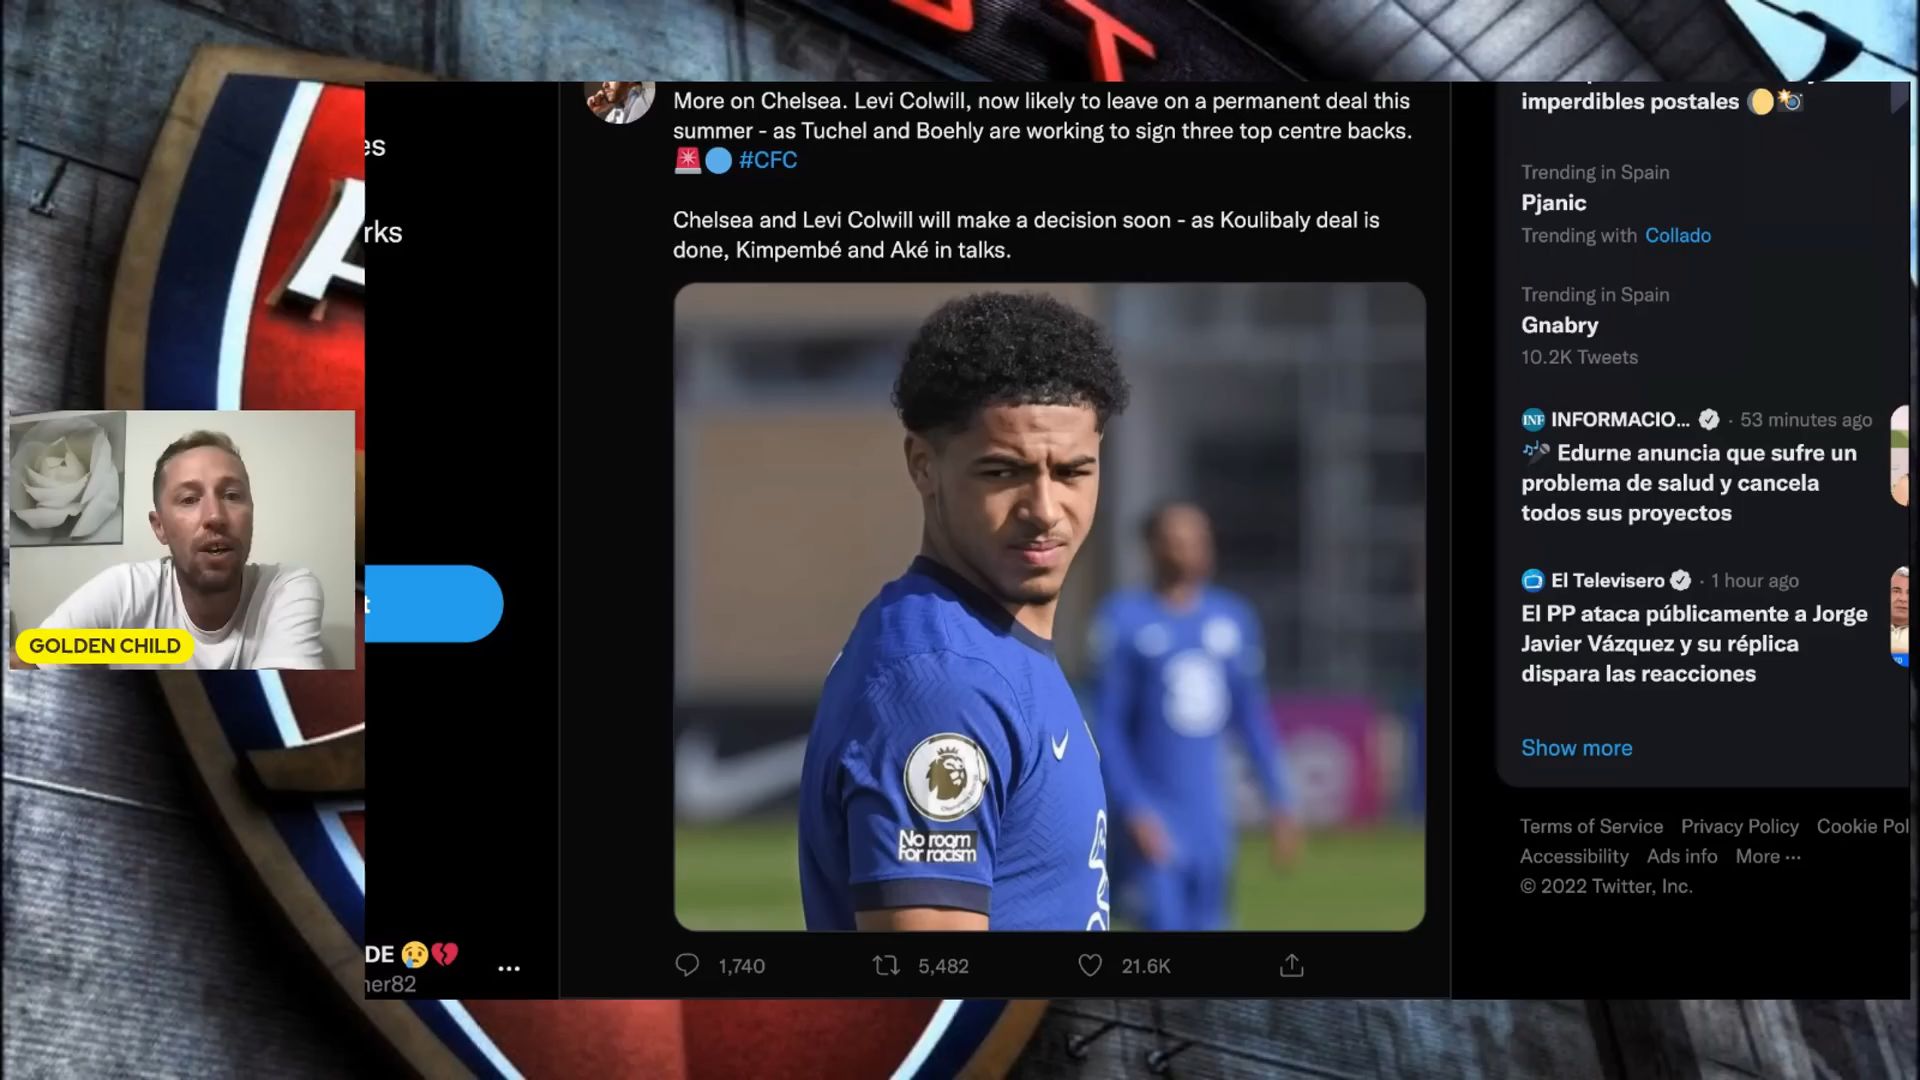 More on Chelsea. Levi Colwill, now likely to leave on a permanent deal this
summer - as Tuchel and Boehly are working to sign three top centre backs.
🚨🔵 #CFC
Chelsea and Levi Colwill will make a decision soon - as Koulibaly deal is
done, Kimpembé and Aké in talks.
No room
For racism
1,740
5,482
21.6K
es
rks
t
DE 😢💔
ner82
GOLDEN CHILD
imperdibles postales 🌕📸
Trending in Spain
Pjanic
Trending with Collado
Trending in Spain
Gnabry
10.2K Tweets
INF INFORMACIO... · 53 minutes ago
🎤 Edurne anuncia que sufre un
problema de salud y cancela
todos sus proyectos
El Televisero · 1 hour ago
El PP ataca públicamente a Jorge
Javier Vázquez y su réplica
dispara las reacciones
Show more
Terms of Service Privacy Policy Cookie Pol
Accessibility Ads info More ···
© 2022 Twitter, Inc.